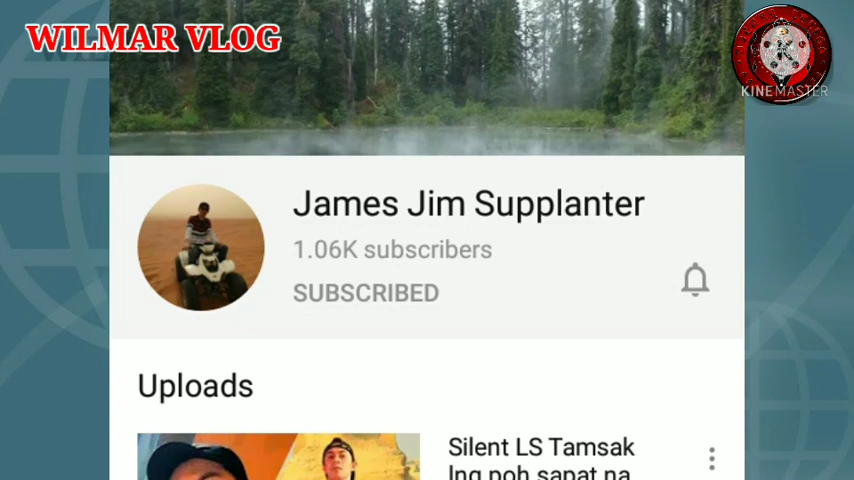 WILMAR VLOG
KINEMASTER
James Jim Supplanter
1.06K subscribers
SUBSCRIBED
Uploads
Silent LS Tamsak
lng poh sapat na